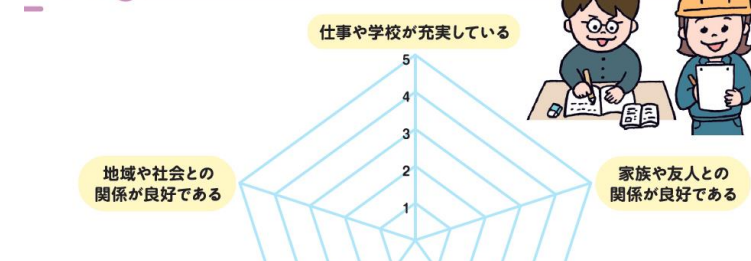 仕事や学校が充実している
5
4
3
2
1
地域や社会との
関係が良好である
家族や友人との
関係が良好である